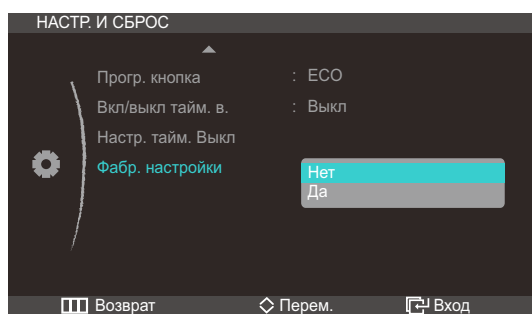 НАСТР. И СБРОС
Прогр. кнопка : ECO
Вкл/выкл тайм. в. : Выкл
Настр. тайм. Выкл
Фабр. настройки
Нет
Да
Возврат Перем. Вход